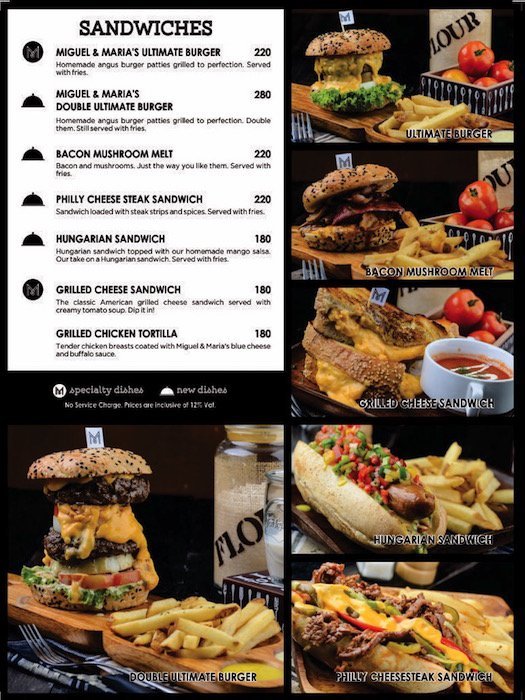 SANDWICHES
M
MIGUEL & MARIA'S ULTIMATE BURGER 220
Homemade angus burger patties grilled to perfection. Served
with fries.
MIGUEL & MARIA'S
DOUBLE ULTIMATE BURGER 280
Homemade angus burger patties grilled to perfection. Double
them. Still served with fries.
BACON MUSHROOM MELT 220
Bacon and mushrooms. Just the way you like them. Served with
fries.
PHILLY CHEESE STEAK SANDWICH 220
Sandwich loaded with steak strips and spices. Served with fries.
HUNGARIAN SANDWICH 180
Hungarian sandwich topped with our homemade mango salsa.
Our take on a Hungarian sandwich. Served with fries.
M
GRILLED CHEESE SANDWICH 180
The classic American grilled cheese sandwich served with
creamy tomato soup. Dip it in!
GRILLED CHICKEN TORTILLA 180
Tender chicken breasts coated with Miguel & Maria's blue cheese
and buffalo sauce.
M specialty dishes new dishes
No Service Charge. Prices are inclusive of 12% Vat.
M
LOUR
ULTIMATE BURGER
M
BACON MUSHROOM MELT
M
GRILLED CHEESE SANDWICH
M
FLO
DOUBLE ULTIMATE BURGER
HUNGARIAN SANDWICH
PHILLY CHEESESTEAK SANDWICH